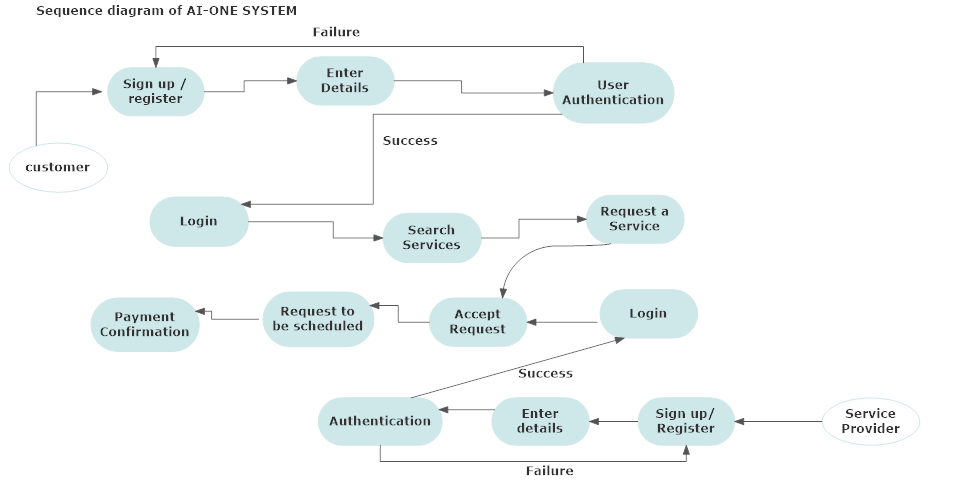 Sequence diagram of AI-ONE SYSTEM
Failure
Sign up /
register
Enter
Details
User
Authentication
Success
customer
Login
Search
Services
Request a
Service
Payment
Confirmation
Request to
be scheduled
Accept
Request
Login
Success
Authentication
Enter
details
Sign up/
Register
Service
Provider
Failure